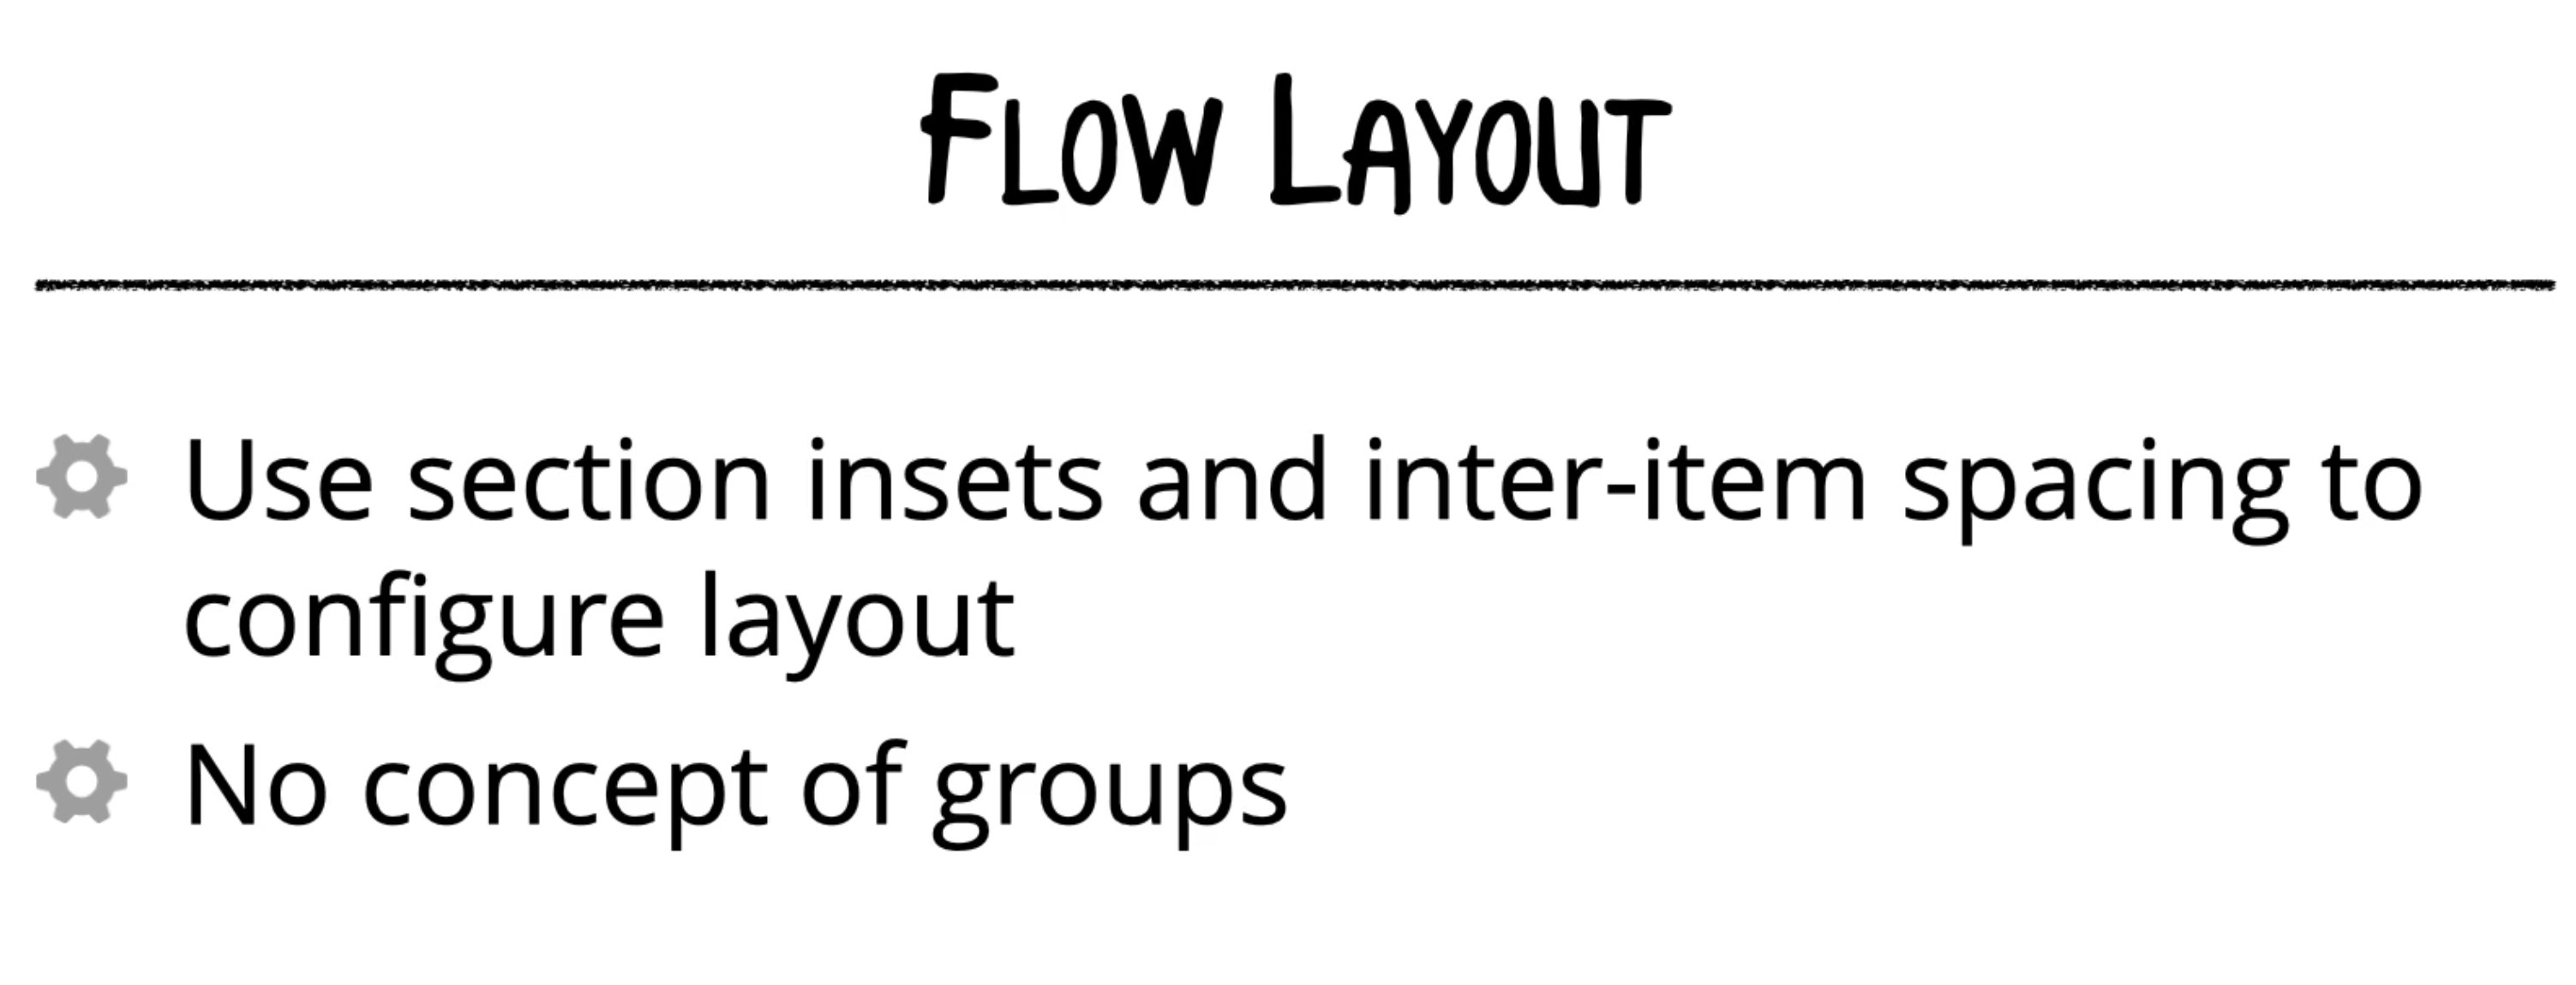 Flow Layout
Use section insets and inter-item spacing to
configure layout
No concept of groups